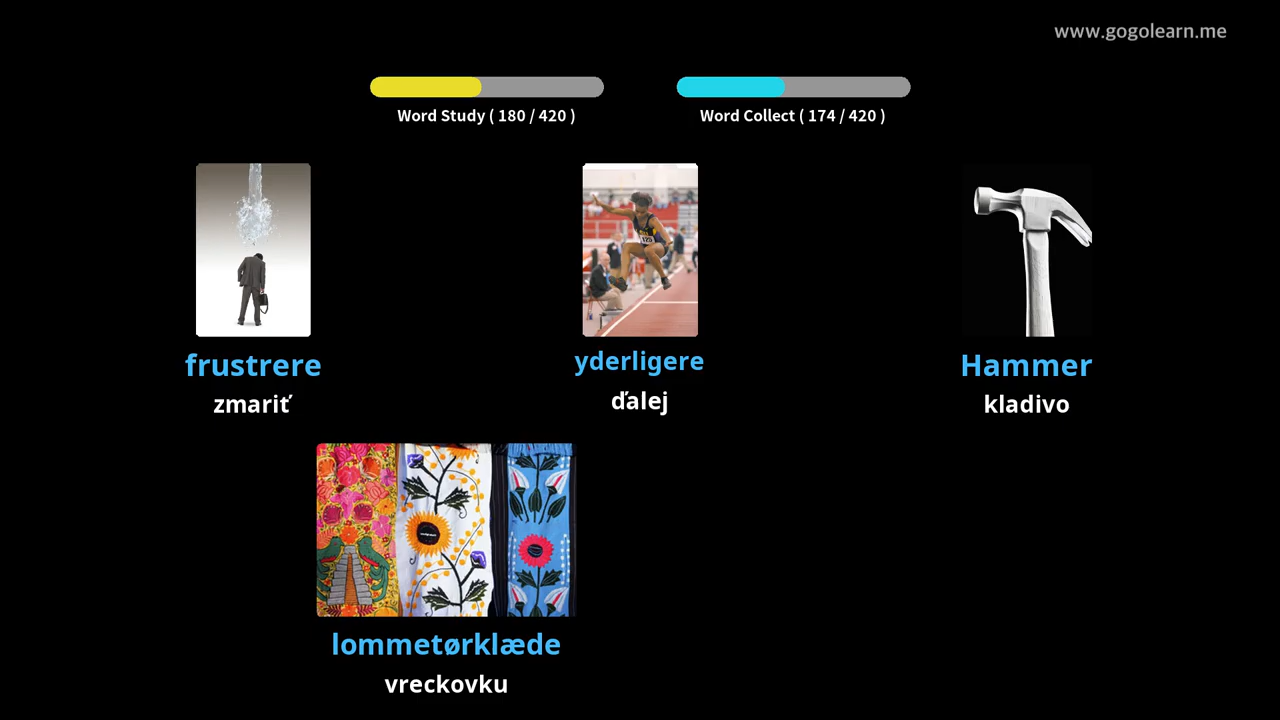 www.gogolearn.me
Word Study ( 180 / 420 )
Word Collect ( 174 / 420 )
frustrere
zmariť
yderligere
ďalej
Hammer
kladivo
lommetørklæde
vreckovku